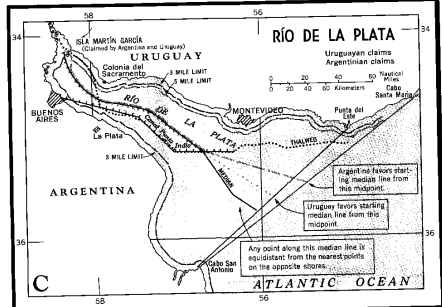 58
56
34
ISLA MARTÍN GARCÍA
(Claimed by Argentina and Uruguay)
RÍO DE LA PLATA
Uruguayan claims
Argentinian claims
0 20 40 60 Nautical Miles
0 20 40 60 Kilometers
Cabo
Santa María
34
URUGUAY
Colonia del
Sacramento
3 MILE LIMIT
5 MILE LIMIT
BUENOS
AIRES
RÍO
DE
LA
PLATA
MONTEVIDEO
Punta del
Este
La Plata
Indio
THALWEG
3 MILE LIMIT
MEDIAN
Argentina favors start-
ing median line from
this midpoint.
ARGENTINA
Uruguay favors starting
median line from this
midpoint.
36
36
Any point along this median line is
equidistant from the nearest points
on the opposite shores.
Cabo San
Antonio
C
ATLANTIC OCEAN
58
56